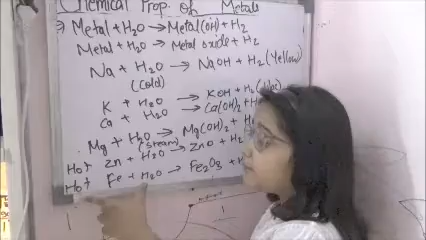 Chemical Prop. of Metals
Metal + H2O → Metal(OH) + H2
Metal + H2O → Metal oxide + H2
Na + H2O → NaOH + H2 (Yellow)
(Cold)
K + H2O → KOH + H2
Ca + H2O → Ca(OH)2 +
Mg + H2O → Mg(OH)2 +
(steam)
Hot Zn + H2O → ZnO + H2
Hot Fe + H2O → Fe2O3 +